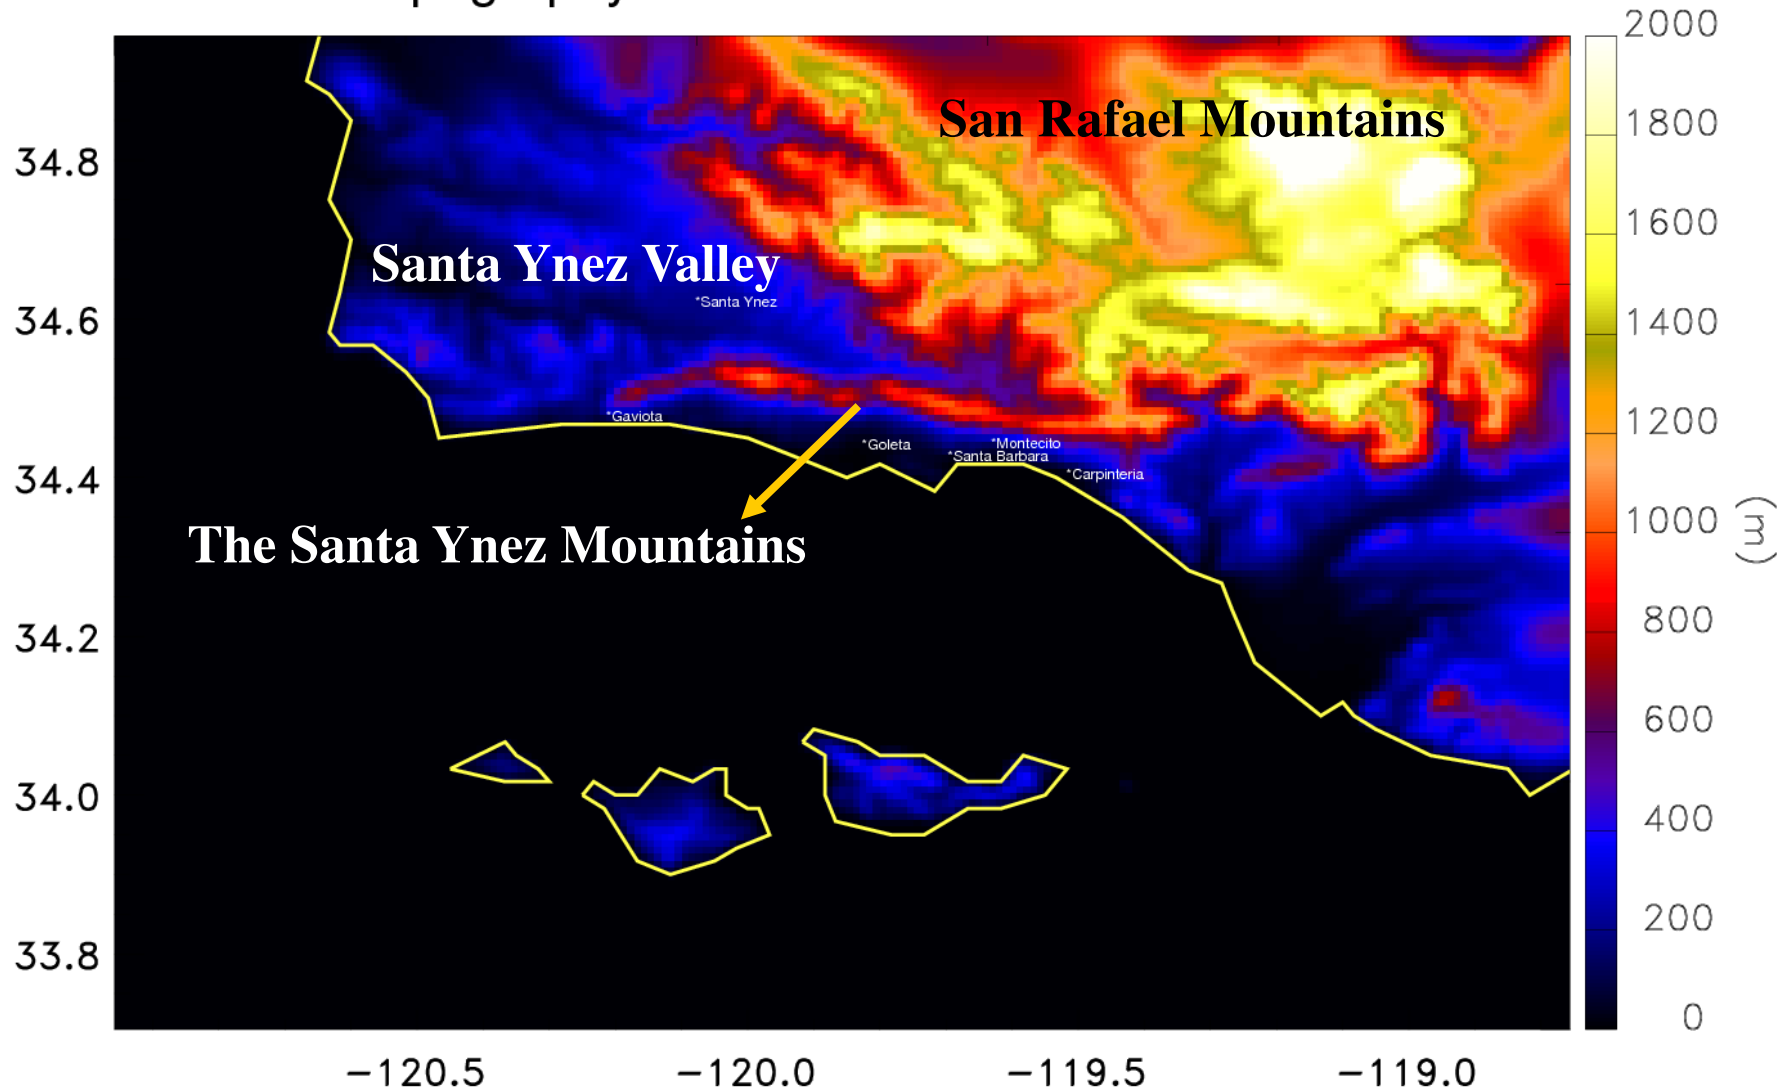 2000
San Rafael Mountains
1800
34.8
1600
Santa Ynez Valley
*Santa Ynez
34.6
1400
*Gaviota
1200
*Goleta
*Montecito
*Santa Barbara
*Carpinteria
34.4
1000
(m)
The Santa Ynez Mountains
800
34.2
600
34.0
400
200
33.8
0
-120.5 -120.0 -119.5 -119.0